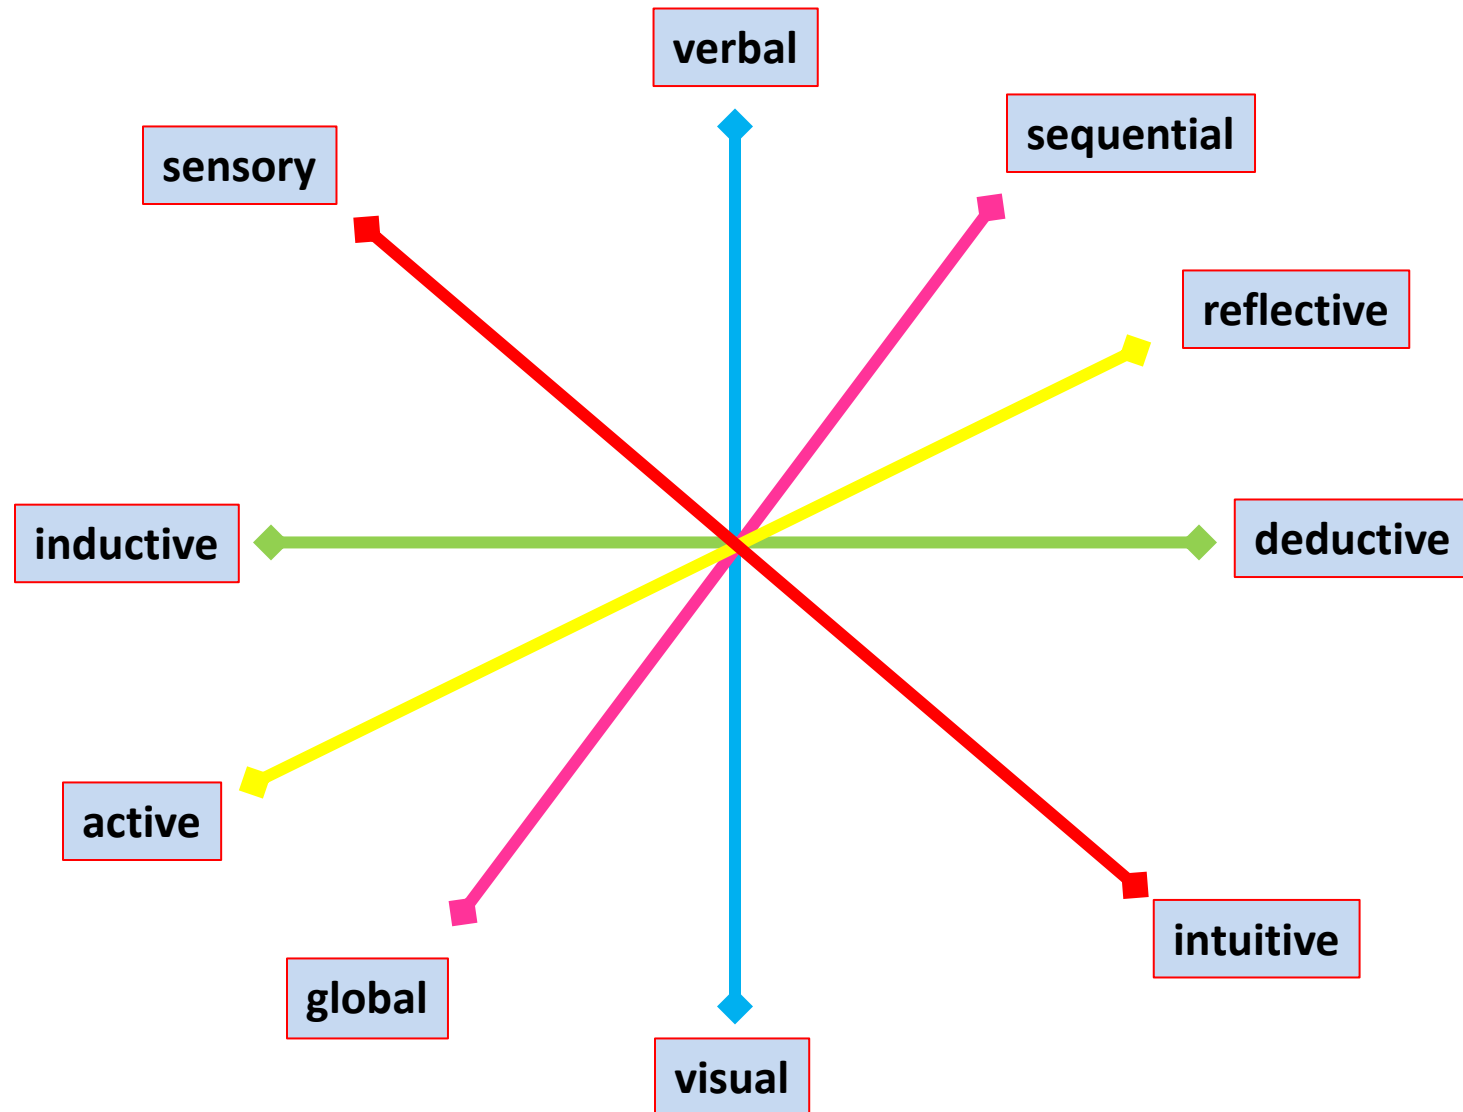 verbal
sequential
sensory
reflective
inductive
deductive
active
intuitive
global
visual